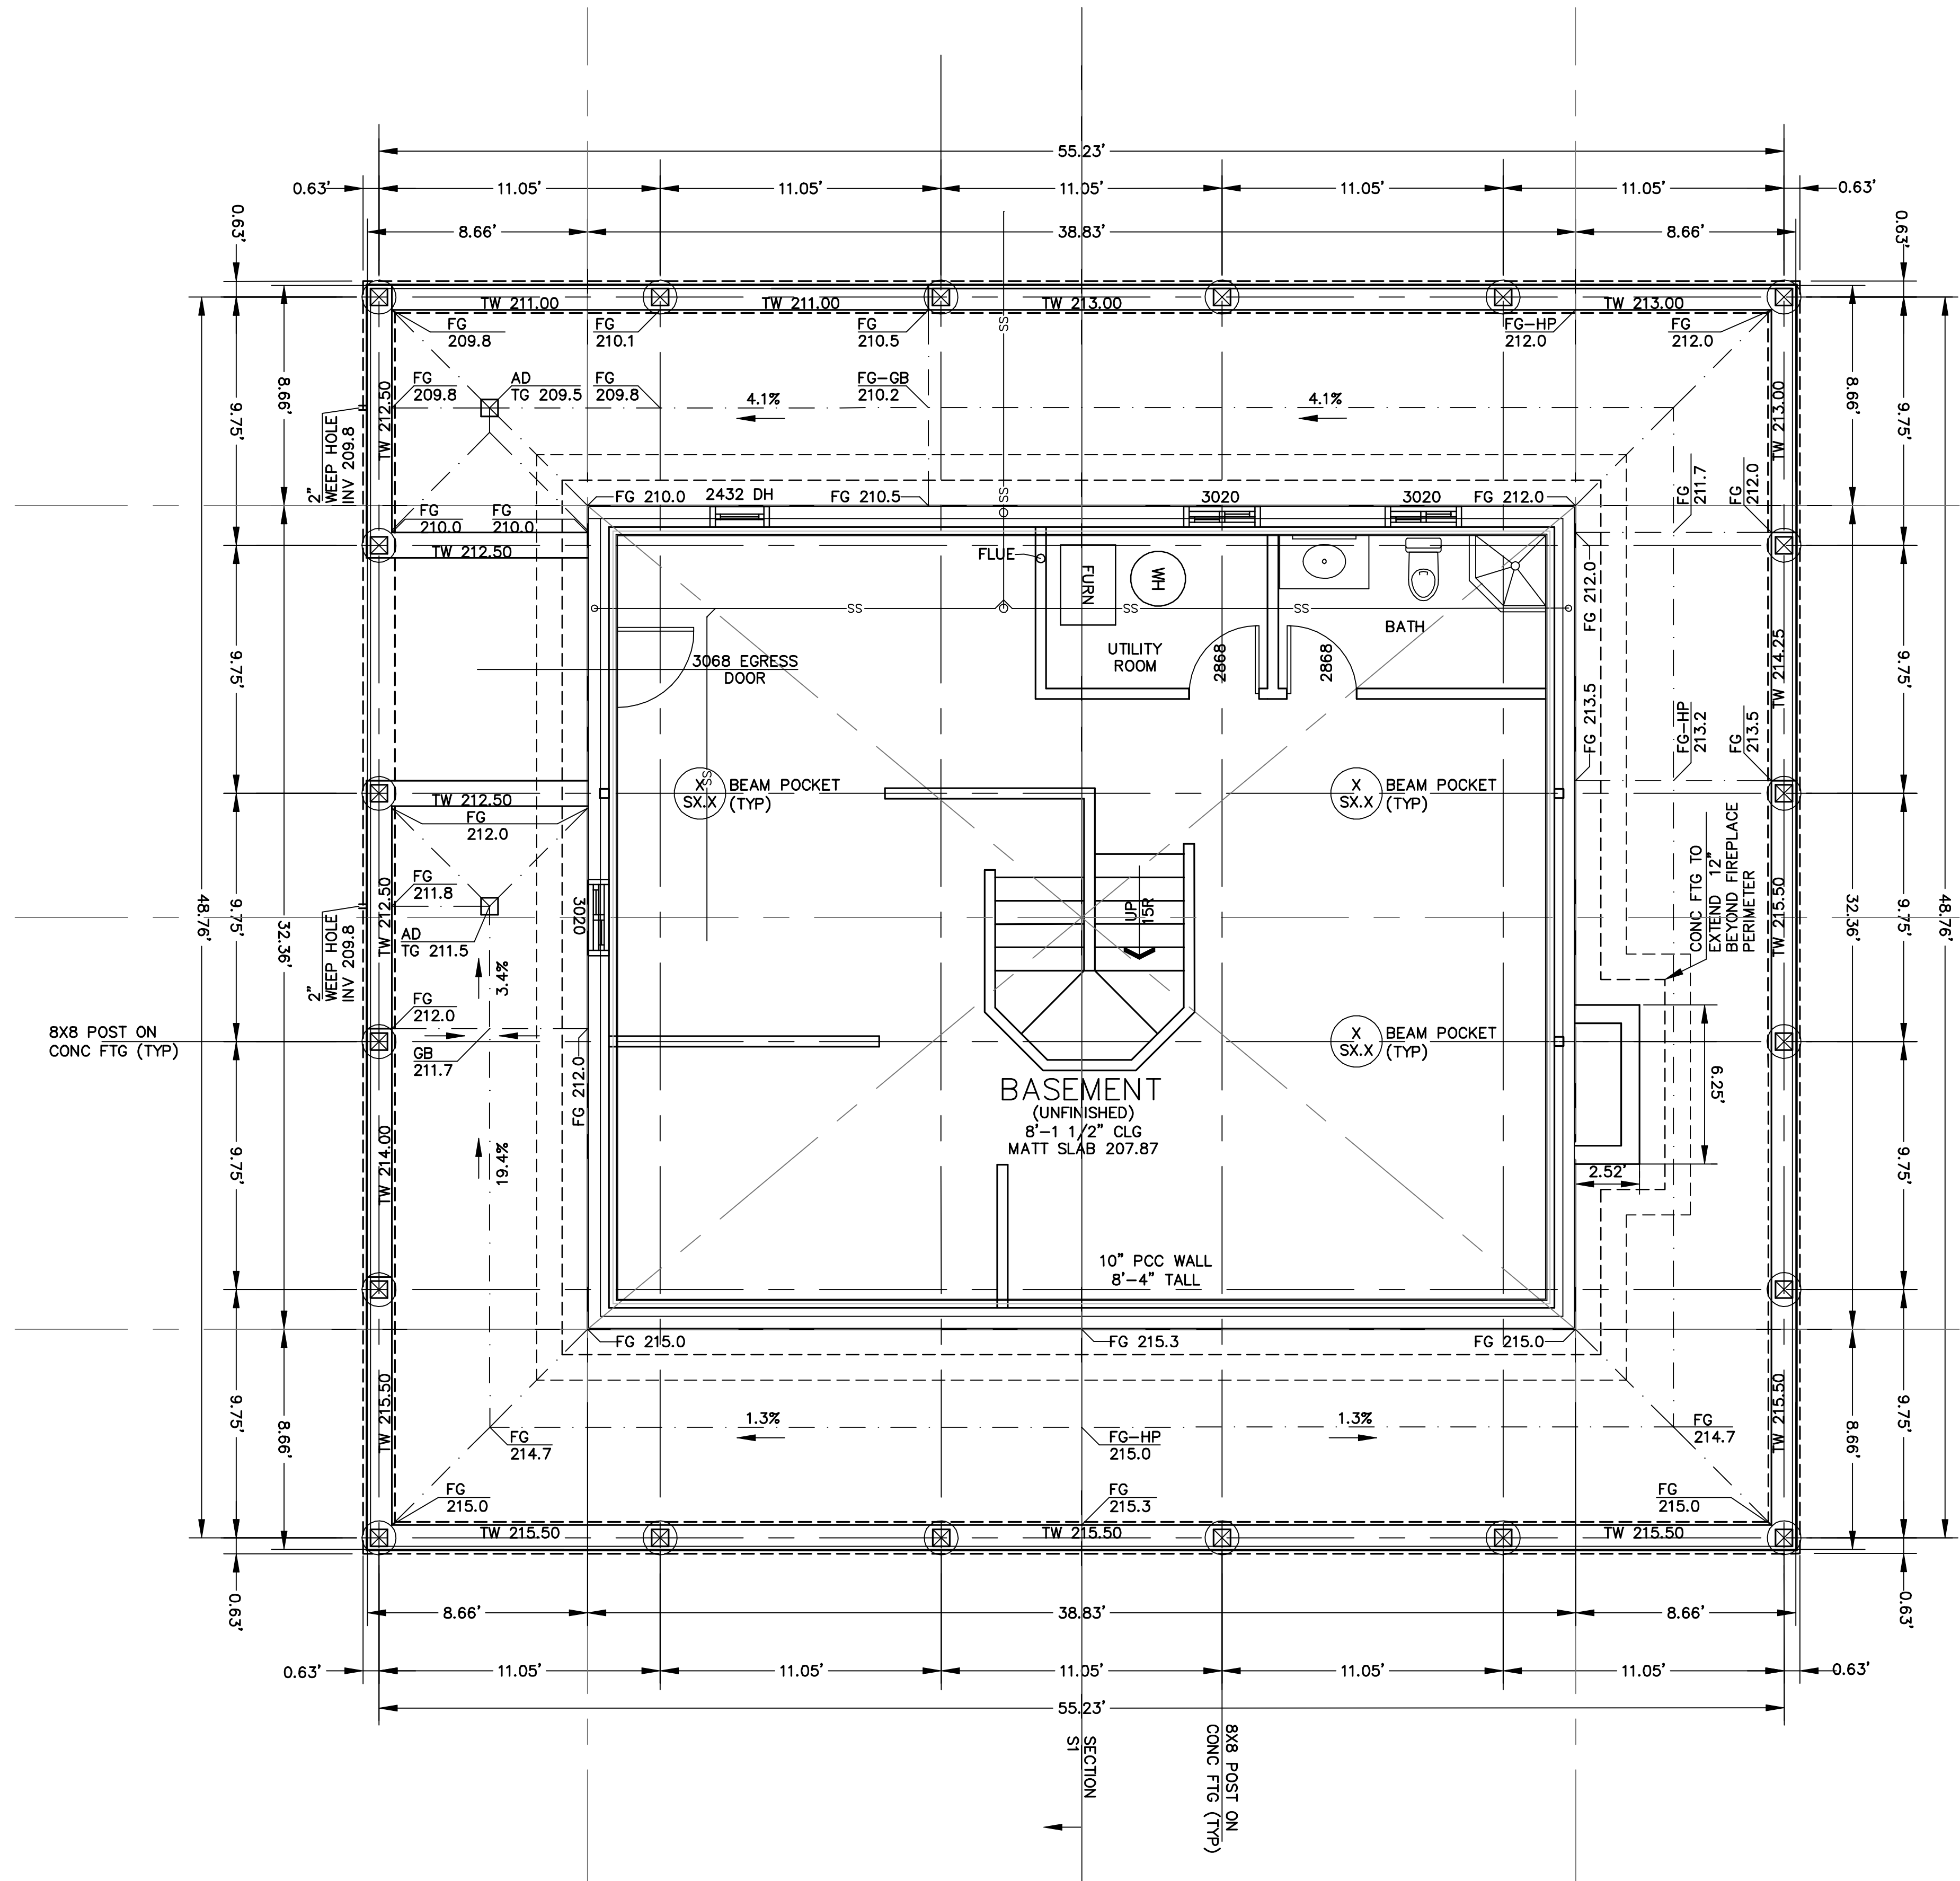 55.23'
0.63'
11.05'
11.05'
11.05'
11.05'
11.05'
0.63'
0.63'
8.66'
38.83'
8.66'
0.63'
TW 211.00
TW 211.00
TW 213.00
TW 213.00
FG
209.8
FG
210.1
FG
210.5
SS
FG-HP
212.0
FG
212.0
8.66'
9.75'
TW 212.50
FG
209.8
AD
TG 209.5
FG
209.8
FG-GB
210.2
4.1%
4.1%
TW 213.00
8.66'
9.75'
2"
WEEP HOLE
INV 209.8
FG
210.0
FG
210.0
FG 210.0
2432 DH
FG 210.5
SS
3020
3020
FG 212.0
FG
211.7
FG
212.0
TW 212.50
FLUE
FURN
WH
FG 212.0
SS
SS
SS
BATH
UTILITY
ROOM
2868
2868
3068 EGRESS
DOOR
9.75'
TW 214.25
9.75'
FG 213.5
FG-HP
213.2
FG
213.5
SS
X
SX.X
BEAM POCKET
(TYP)
X
SX.X
BEAM POCKET
(TYP)
TW 212.50
FG
212.0
FG
211.8
TW 212.50
AD
TG 211.5
2"
WEEP HOLE
INV 209.8
3020
UP
15R
CONC FTG TO
EXTEND 12"
BEYOND FIREPLACE
PERIMETER
TW 215.50
48.76'
9.75'
32.36'
32.36'
9.75'
48.76'
3.4%
FG
212.0
GB
211.7
8X8 POST ON
CONC FTG (TYP)
X
SX.X
BEAM POCKET
(TYP)
FG 212.0
6.25'
2.52'
BASEMENT
(UNFINISHED)
8'-1 1/2" CLG
MATT SLAB 207.87
9.75'
TW 214.00
19.4%
9.75'
10" PCC WALL
8'-4" TALL
FG 215.0
FG 215.3
FG 215.0
9.75'
8.66'
TW 215.50
1.3%
1.3%
TW 215.50
8.66'
9.75'
FG
214.7
FG-HP
215.0
FG
214.7
FG
215.0
FG
215.3
FG
215.0
TW 215.50
TW 215.50
TW 215.50
0.63'
8.66'
38.83'
8.66'
0.63'
0.63'
11.05'
11.05'
11.05'
11.05'
11.05'
0.63'
55.23'
SECTION
S1
8X8 POST ON
CONC FTG (TYP)